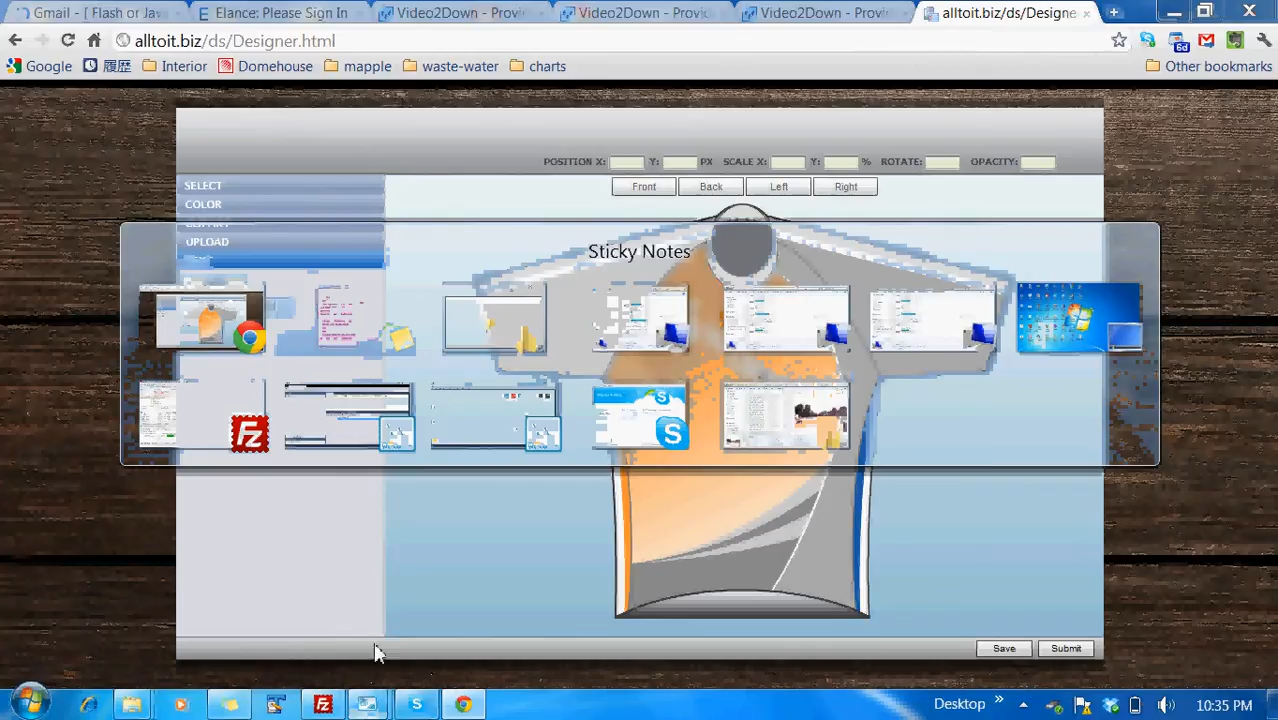 Gmail - [ Flash or Jav
Elance: Please Sign In
Video2Down - Provi
Video2Down - Provi
Video2Down - Provi
alltoit.biz/ds/Designe
alltoit.biz/ds/Designer.html
6d
Google
履歴
Interior
Domehouse
mapple
waste-water
charts
Other bookmarks
POSITION X: Y: PX SCALE X: Y: % ROTATE: OPACITY:
SELECT
Front Back Left Right
COLOR
UPLOAD
Sticky Notes
Save Submit
Desktop
10:35 PM